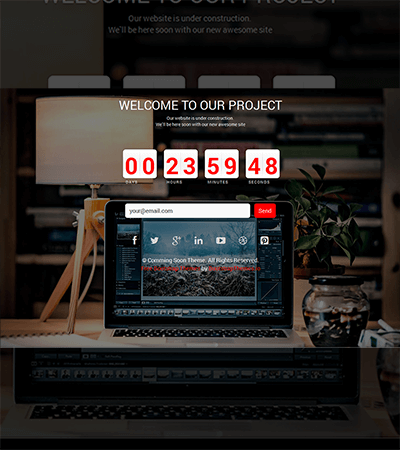 WELCOME TO OUR PROJECT
Our website is under construction.
We'll be here soon with our new awesome site
WELCOME TO OUR PROJECT
Our website is under construction.
We'll be here soon with our new awesome site
00 23 59 48
DAYS HOURS MINUTES SECONDS
your@email.com Send
© Comming Soon Theme. All Rights Reserved.
by